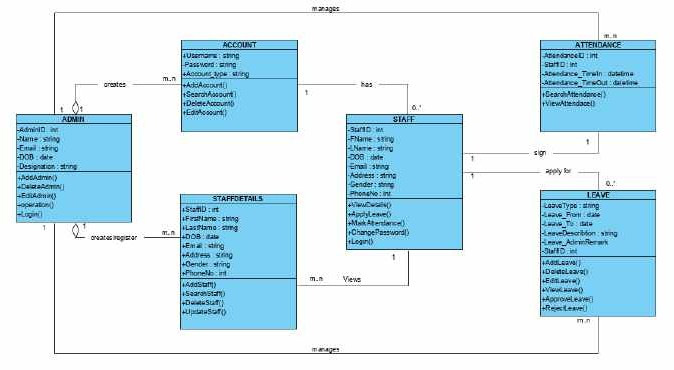 manages
ACCOUNT
+Username : string
-Password : string
+Account_type : string
+AddAccount()
+SearchAccount()
+DeleteAccount()
+EditAccount()
ATTENDANCE
-AttendanceID : int
-StaffID : int
-Attendance_TimeIn : datetime
-Attendance_TimeOut : datetime
+SearchAttendance()
+ViewAttendace()
m..n
creates
m..n
has
1
0..*
1
1
1
ADMIN
-AdminID : int
-Name : string
-Email : string
-DOB : date
-Designation : string
+AddAdmin()
+DeleteAdmin()
+EditAdmin()
+operation()
+Login()
STAFF
-StaffID : int
-FName : string
-LName : string
-DOB : date
-Email : string
-Address : string
-Gender : string
-PhoneNo : int
+ViewDetails()
+ApplyLeave()
+MarkAttendance()
+ChangePassword()
+Login()
1
sign
1
1
apply for
0..*
STAFFDETAILS
+StaffID : int
+FirstName : string
+LastName : string
+DOB : date
+Email : string
+Address : string
+Gender : string
+PhoneNo : int
+AddStaff()
+SearchStaff()
+DeleteStaff()
+UpdateStaff()
LEAVE
-LeaveType : string
-Leave_From : date
-Leave_To : date
-LeaveDescribtion : string
-Leave_AdminRemark
-StaffID : int
+AddLeave()
+DeleteLeave()
+EditLeave()
+ViewLeave()
+ApproveLeave()
+RejectLeave()
1
1
creates/register
m..n
1
m..n
Views
m..n
manages